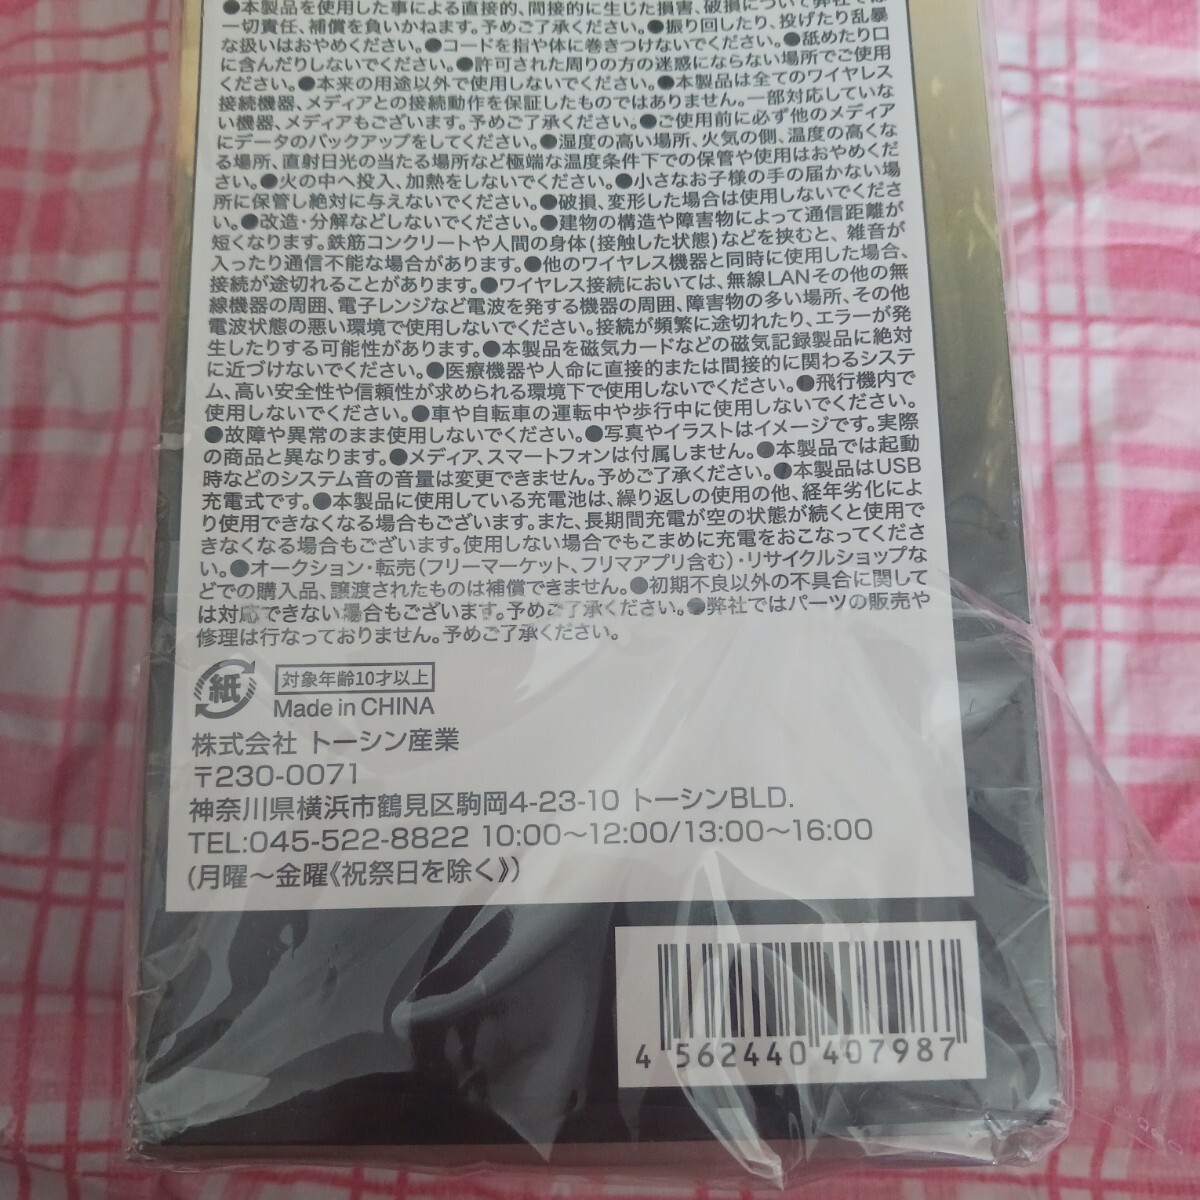 ●本製品を使用した事による直接的、間接的に生じた損害、破損について弊社では
一切責任、補償を負いかねます。予めご了承ください。●振り回したり、投げたり乱暴
な扱いはおやめください。●コードを指や体に巻きつけないでください。●舐めたり口
に含んだりしないでください。●許可された周りの方の迷惑にならない場所でご使用
ください。●本来の用途以外で使用しないでください。●本製品は全てのワイヤレス
接続機器、メディアとの接続動作を保証したものではありません。一部対応していな
い機器、メディアもございます。予めご了承ください。●ご使用前に必ず他のメディア
にデータのバックアップをしてください。●湿度の高い場所、火気の側、温度の高くな
る場所、直射日光の当たる場所など極端な温度条件下での保管や使用はおやめくだ
さい。●火の中へ投入、加熱をしないでください。●小さなお子様の手の届かない場
所に保管し絶対に与えないでください。●破損、変形した場合は使用しないでくださ
い。●改造・分解などしないでください。●建物の構造や障害物によって通信距離が
短くなります。鉄筋コンクリートや人間の身体(接触した状態)などを挟むと、雑音が
入ったり通信不能な場合があります。●他のワイヤレス機器と同時に使用した場合、
接続が途切れることがあります。●ワイヤレス接続においては、無線LANその他の無
線機器の周囲、電子レンジなど電波を発する機器の周囲、障害物の多い場所、その他
電波状態の悪い環境で使用しないでください。接続が頻繁に途切れたり、エラーが発
生したりする可能性があります。●本製品を磁気カードなどの磁気記録製品に絶対
に近づけないでください。●医療機器や人命に直接的または間接的に関わるシステ
ム、高い安全性や信頼性が求められる環境下で使用しないでください。●飛行機内で
使用しないでください。●車や自転車の運転中や歩行中に使用しないでください。
●故障や異常のまま使用しないでください。●写真やイラストはイメージです。実際
の商品と異なります。●メディア、スマートフォンは付属しません。●本製品では起動
時などのシステム音の音量は変更できません。予めご了承ください。●本製品はUSB
充電式です。●本製品に使用している充電池は、繰り返しの使用の他、経年劣化によ
り使用できなくなる場合もございます。また、長期間充電が空の状態が続くと使用で
きなくなる場合もございます。使用しない場合でもこまめに充電をおこなってくださ
い。●オークション・転売(フリーマーケット、フリマアプリ含む)・リサイクルショップな
どでの購入品、譲渡されたものは補償できません。●初期不良以外の不具合に関して
は対応できない場合もございます。予めご了承ください。●弊社ではパーツの販売や
修理は行なっておりません。予めご了承ください。
紙 対象年齢10才以上
Made in CHINA
株式会社 トーシン産業
〒230-0071
神奈川県横浜市鶴見区駒岡4-23-10 トーシンBLD.
TEL:045-522-8822 10:00～12:00/13:00～16:00
(月曜～金曜《祝祭日を除く》)
4 562440 407987